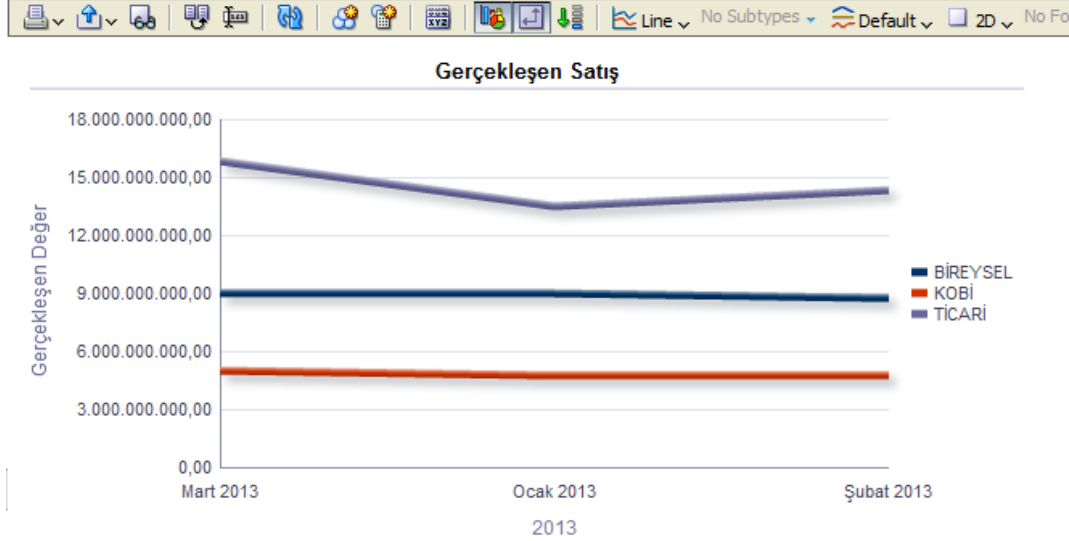 Line No Subtypes Default 2D No Fo
Gerçekleşen Satış
Gerçekleşen Değer
18.000.000.000,00
15.000.000.000,00
12.000.000.000,00
9.000.000.000,00
6.000.000.000,00
3.000.000.000,00
0,00
Mart 2013 Ocak 2013 Şubat 2013
2013
BİREYSEL
KOBİ
TİCARİ